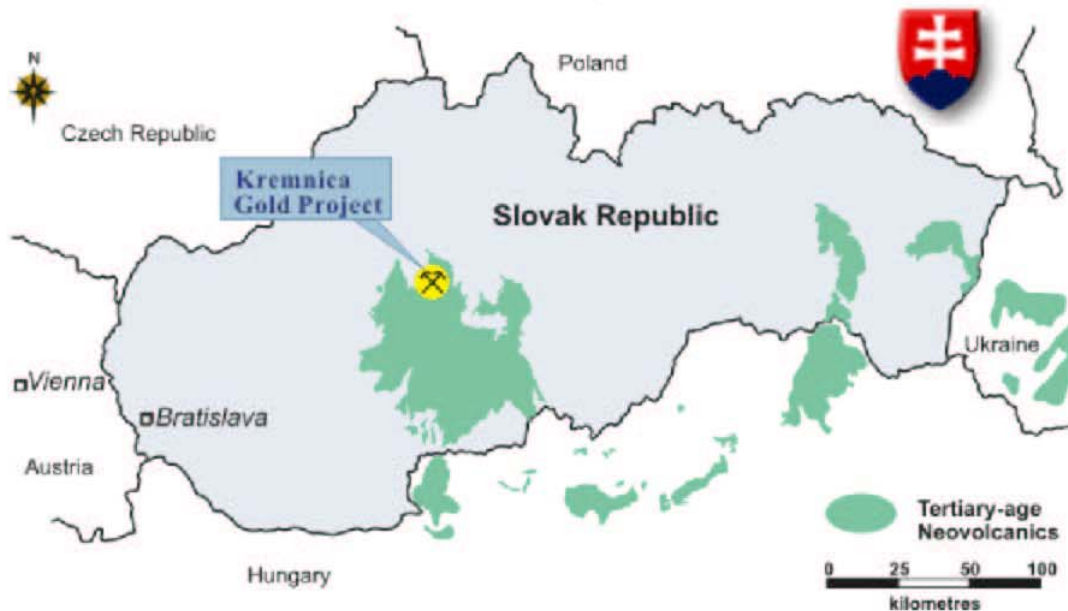 N
Poland
Czech Republic
Kremnica
Gold Project
Slovak Republic
Ukraine
Vienna
Bratislava
Austria
Tertiary-age
Neovolcanics
Hungary
0 25 50 100
kilometres